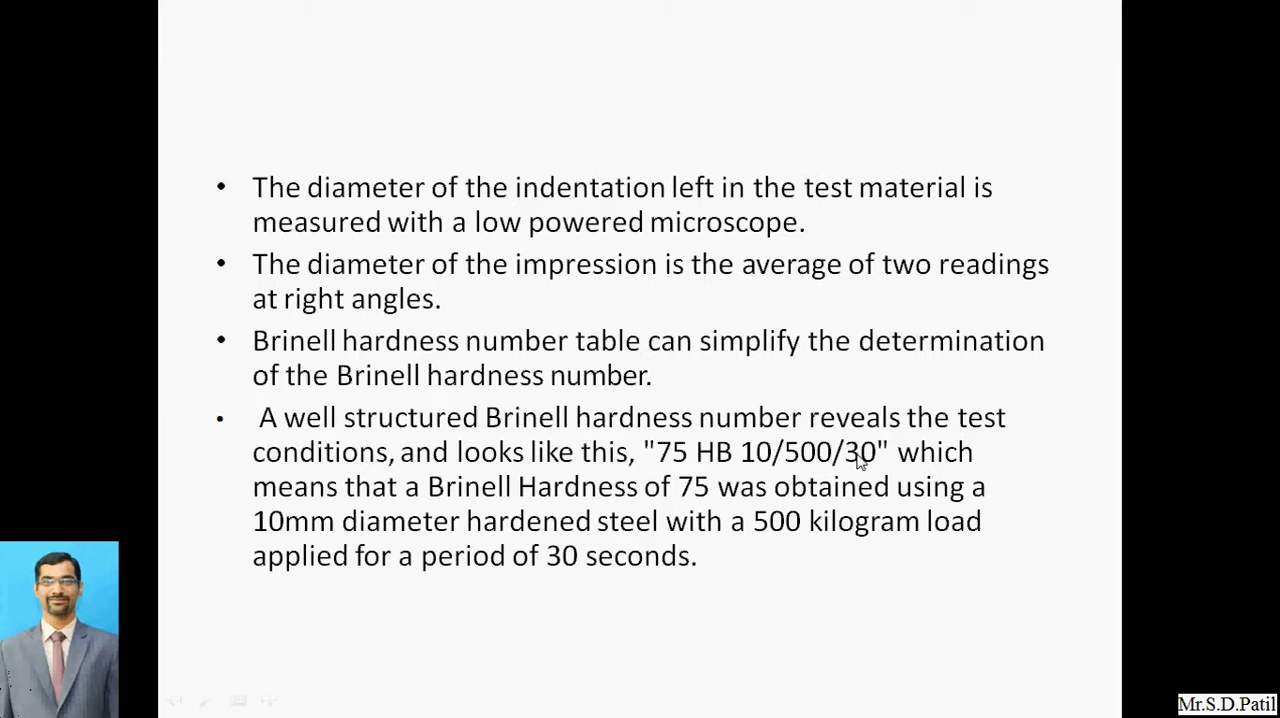 • The diameter of the indentation left in the test material is
measured with a low powered microscope.
• The diameter of the impression is the average of two readings
at right angles.
• Brinell hardness number table can simplify the determination
of the Brinell hardness number.
• A well structured Brinell hardness number reveals the test
conditions, and looks like this, "75 HB 10/500/30" which
means that a Brinell Hardness of 75 was obtained using a
10mm diameter hardened steel with a 500 kilogram load
applied for a period of 30 seconds.
Mr.S.D.Patil